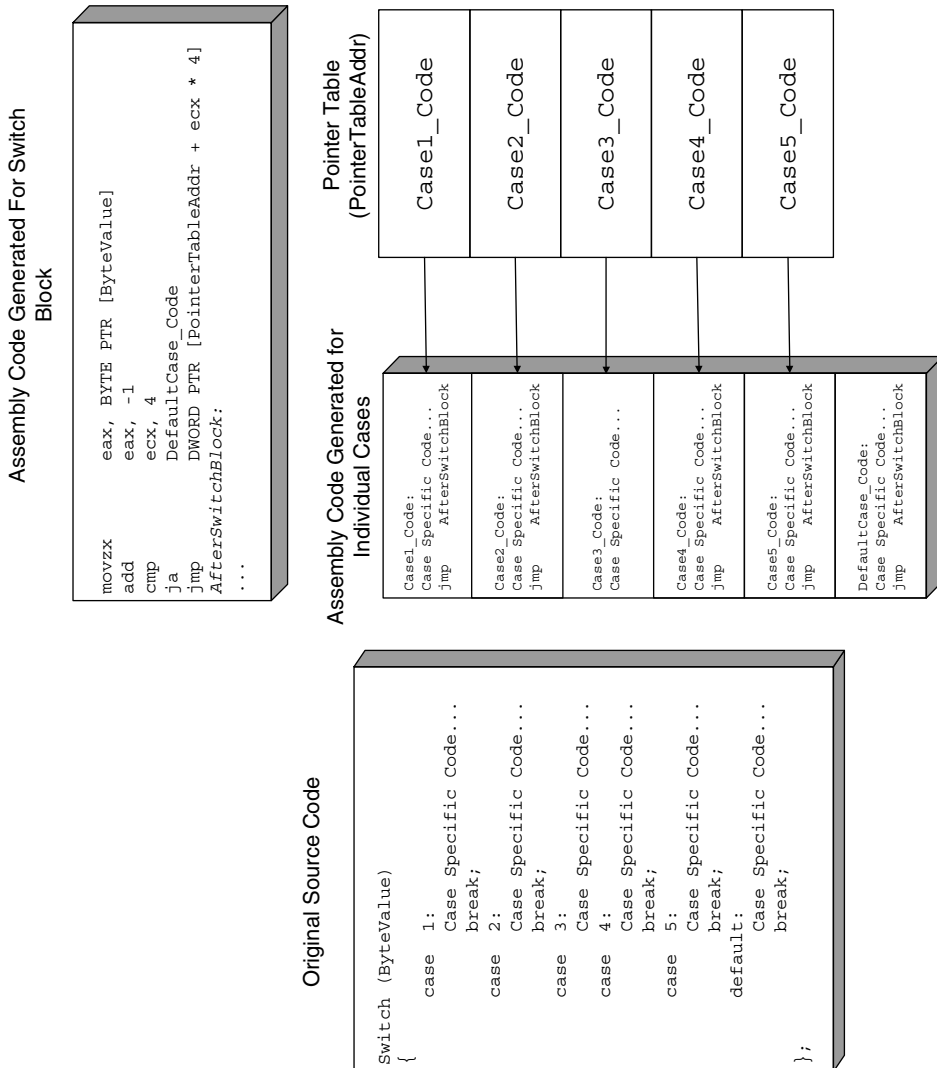 Assembly Code Generated For Switch
Block
movzx eax, BYTE PTR [ByteValue]
add eax, -1
cmp ecx, 4
ja DefaultCase_Code
jmp DWORD PTR [PointerTableAddr + ecx * 4]
AfterSwitchBlock:
...
Original Source Code
Switch (ByteValue)
{
case 1:
Case Specific Code...
break;
case 2:
Case Specific Code...
break;
case 3:
Case Specific Code...
case 4:
Case Specific Code...
break;
case 5:
Case Specific Code...
break;
default:
Case Specific Code...
break;
};
Assembly Code Generated for
Individual Cases
Case1_Code:
Case Specific Code...
jmp AfterSwitchBlock
Case2_Code:
Case Specific Code...
jmp AfterSwitchBlock
Case3_Code:
Case Specific Code...
Case4_Code:
Case Specific Code...
jmp AfterSwitchBlock
Case5_Code:
Case Specific Code...
jmp AfterSwitchBlock
DefaultCase_Code:
Case Specific Code...
jmp AfterSwitchBlock
Pointer Table
(PointerTableAddr)
Case1_Code
Case2_Code
Case3_Code
Case4_Code
Case5_Code